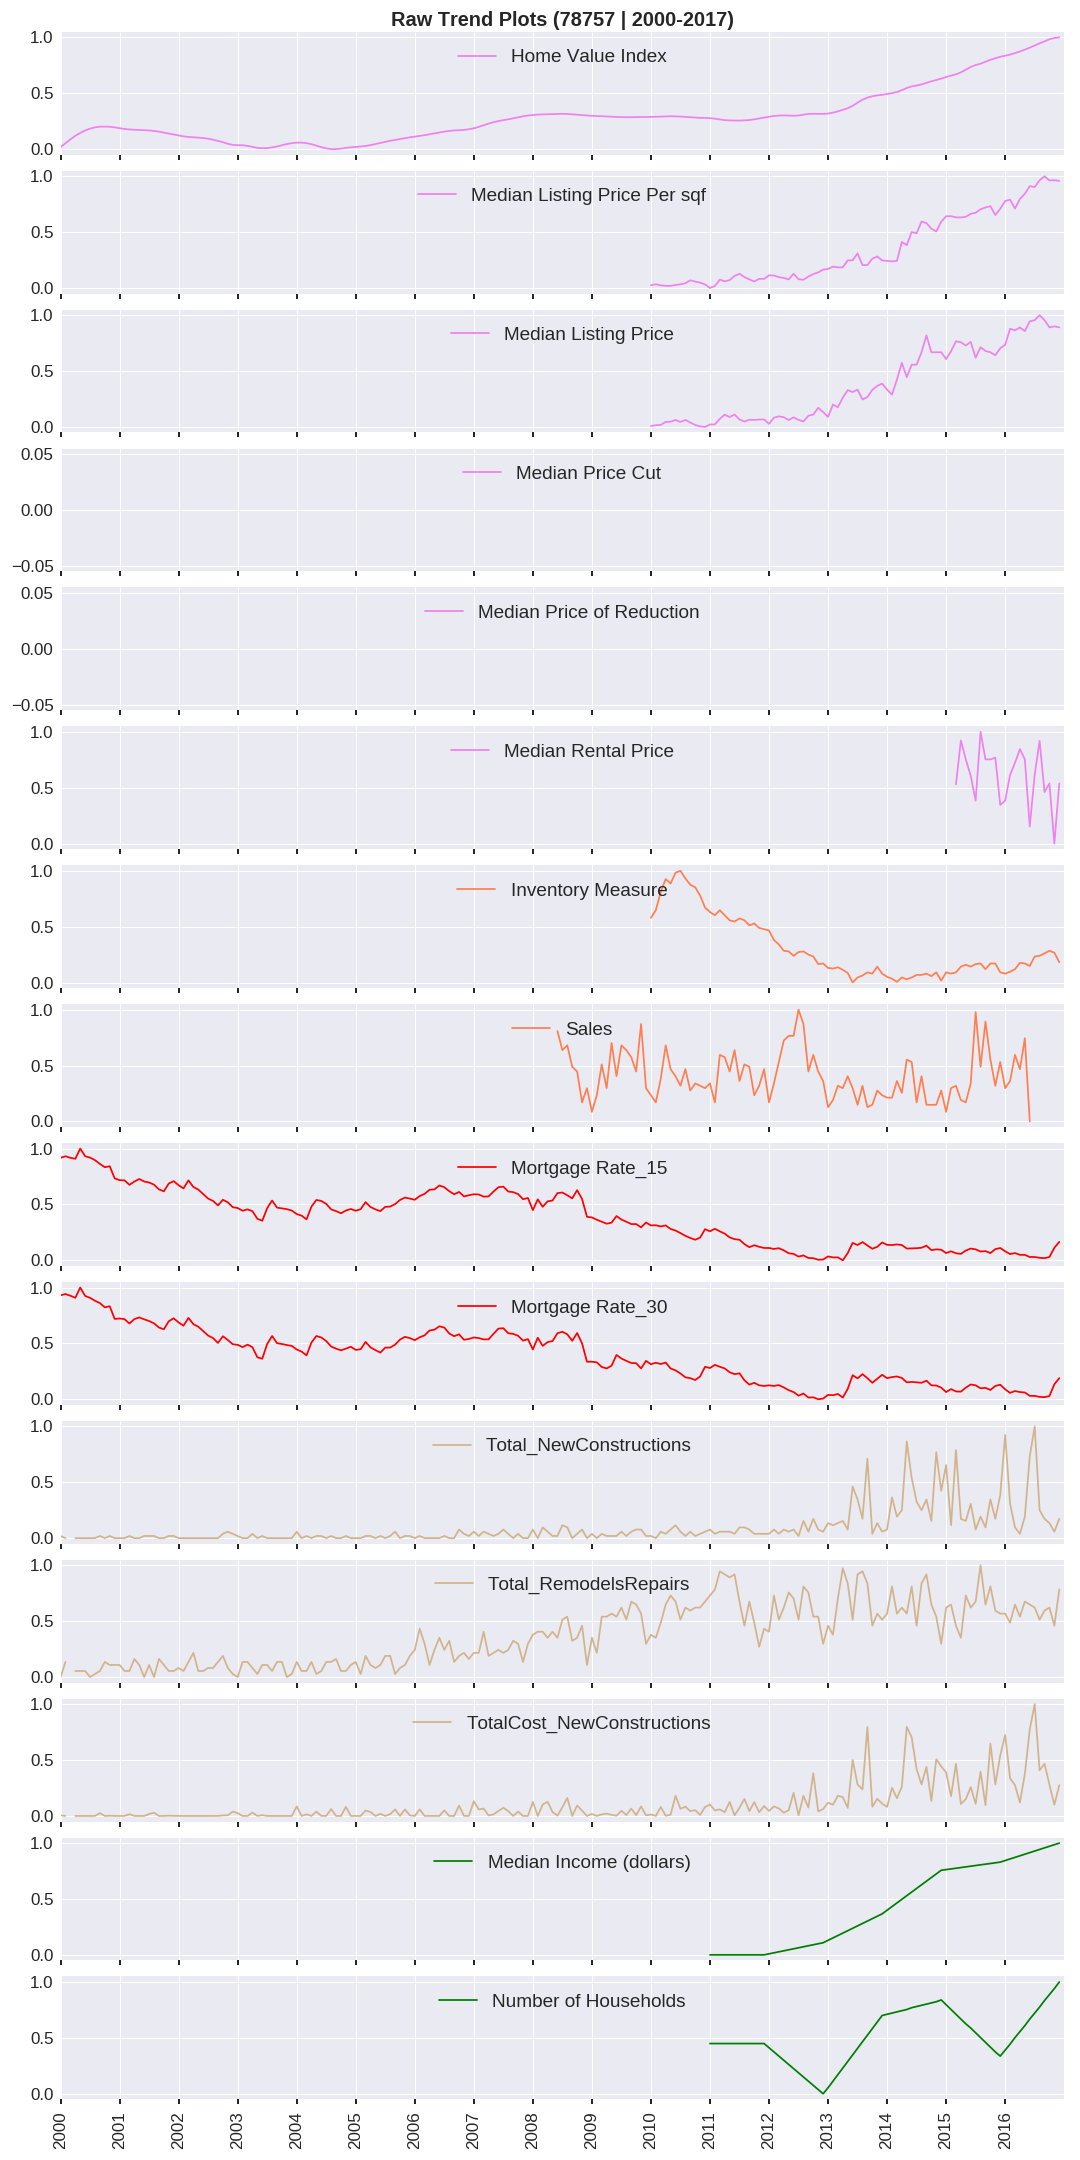 Raw Trend Plots (78757 | 2000-2017)
1.0
Home Value Index
0.5
0.0
1.0
Median Listing Price Per sqf
0.5
0.0
1.0
Median Listing Price
0.5
0.0
0.05
Median Price Cut
0.00
−0.05
0.05
Median Price of Reduction
0.00
−0.05
1.0
Median Rental Price
0.5
0.0
1.0
Inventory Measure
0.5
0.0
1.0
Sales
0.5
0.0
1.0
Mortgage Rate_15
0.5
0.0
1.0
Mortgage Rate_30
0.5
0.0
1.0
Total_NewConstructions
0.5
0.0
1.0
Total_RemodelsRepairs
0.5
0.0
1.0
TotalCost_NewConstructions
0.5
0.0
1.0
Median Income (dollars)
0.5
0.0
1.0
Number of Households
0.5
0.0
2000 2001 2002 2003 2004 2005 2006 2007 2008 2009 2010 2011 2012 2013 2014 2015 2016